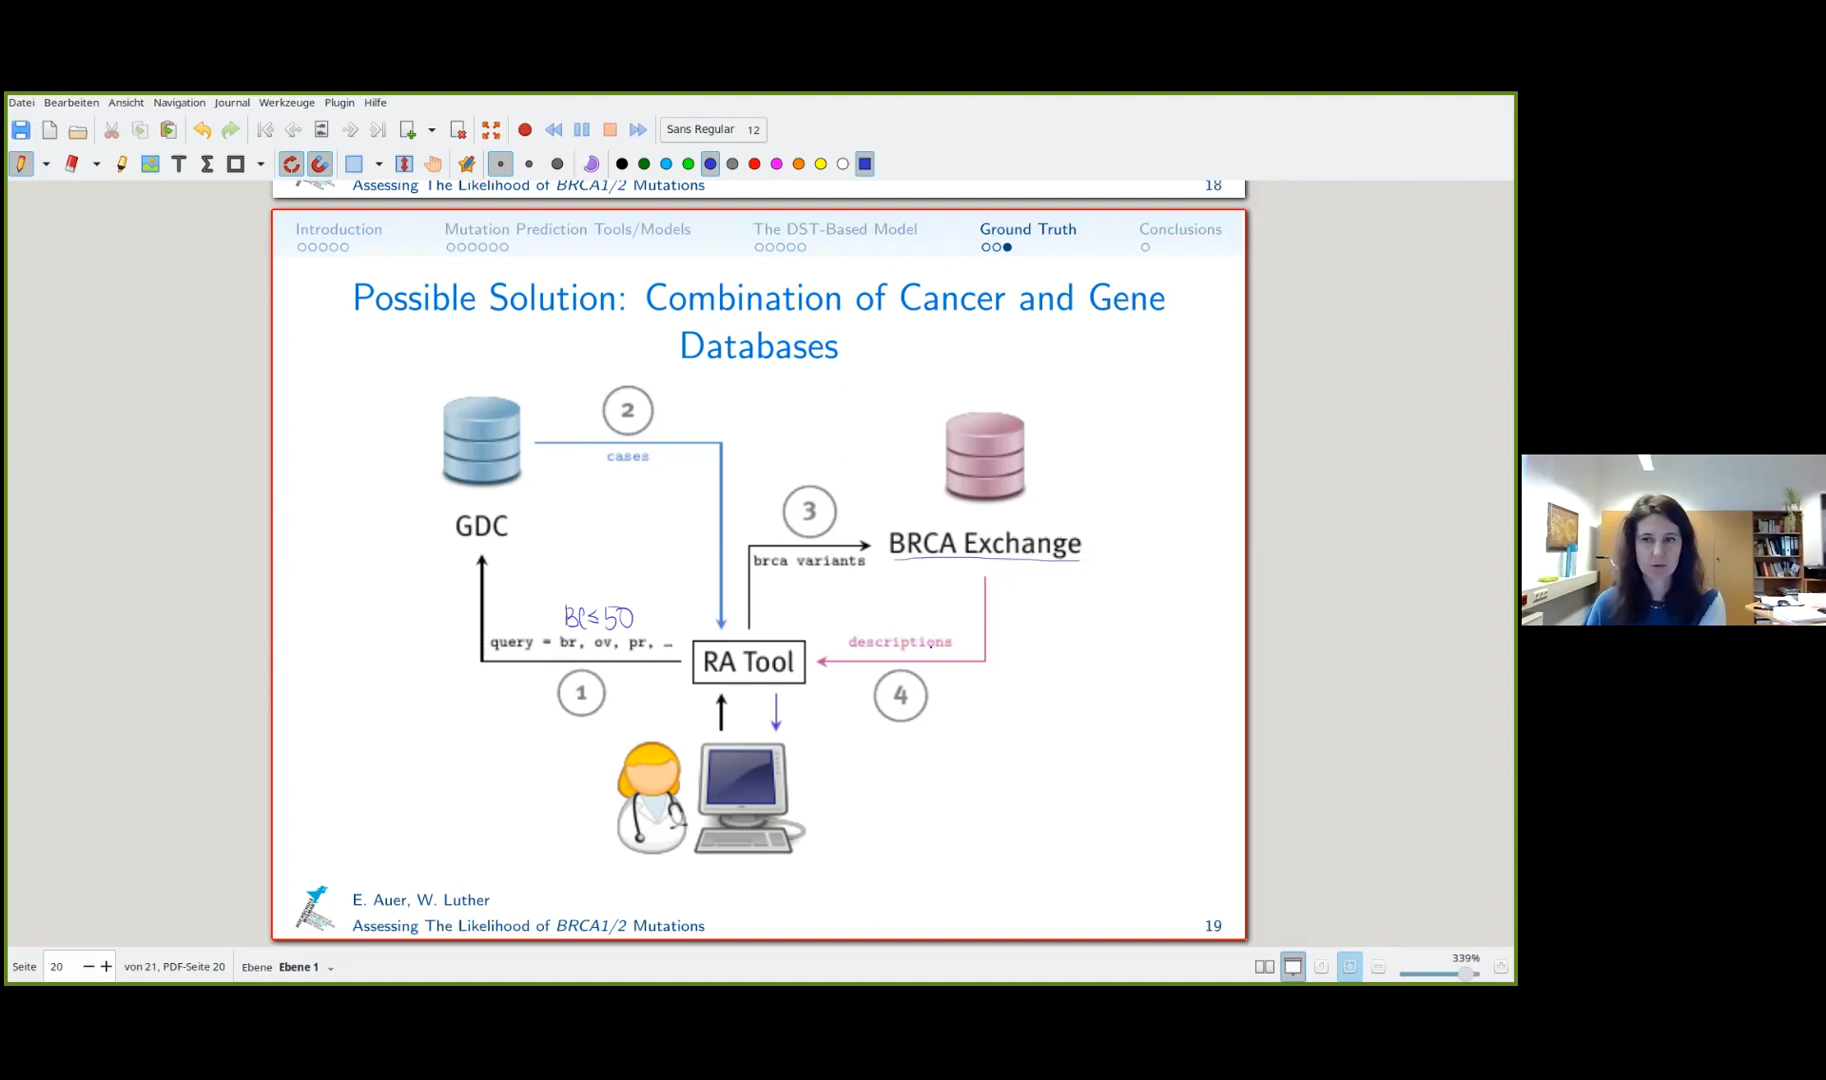 Datei Bearbeiten Ansicht Navigation Journal Werkzeuge Plugin Hilfe
Sans Regular 12
Assessing The Likelihood of BRCA1/2 Mutations 18
Introduction Mutation Prediction Tools/Models The DST-Based Model Ground Truth Conclusions
Possible Solution: Combination of Cancer and Gene
Databases
2
cases
GDC
3
brca variants
BRCA Exchange
BC≤50
query = br, ov, pr, …
RA Tool
descriptions
1
4
E. Auer, W. Luther
Assessing The Likelihood of BRCA1/2 Mutations 19
Seite 20 von 21, PDF-Seite 20 Ebene Ebene 1 339%